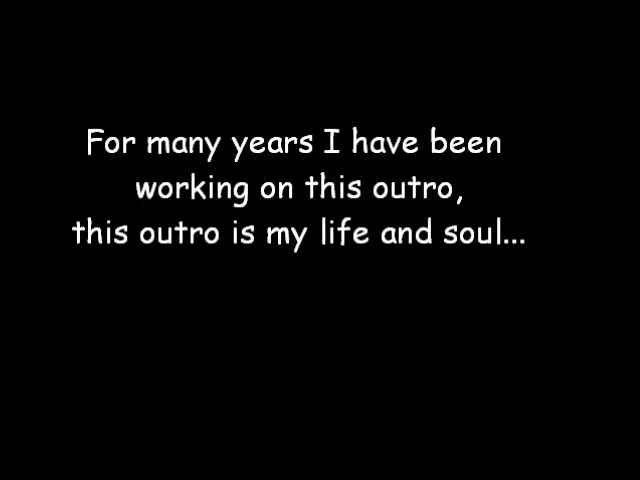 For many years I have been
working on this outro,
this outro is my life and soul...